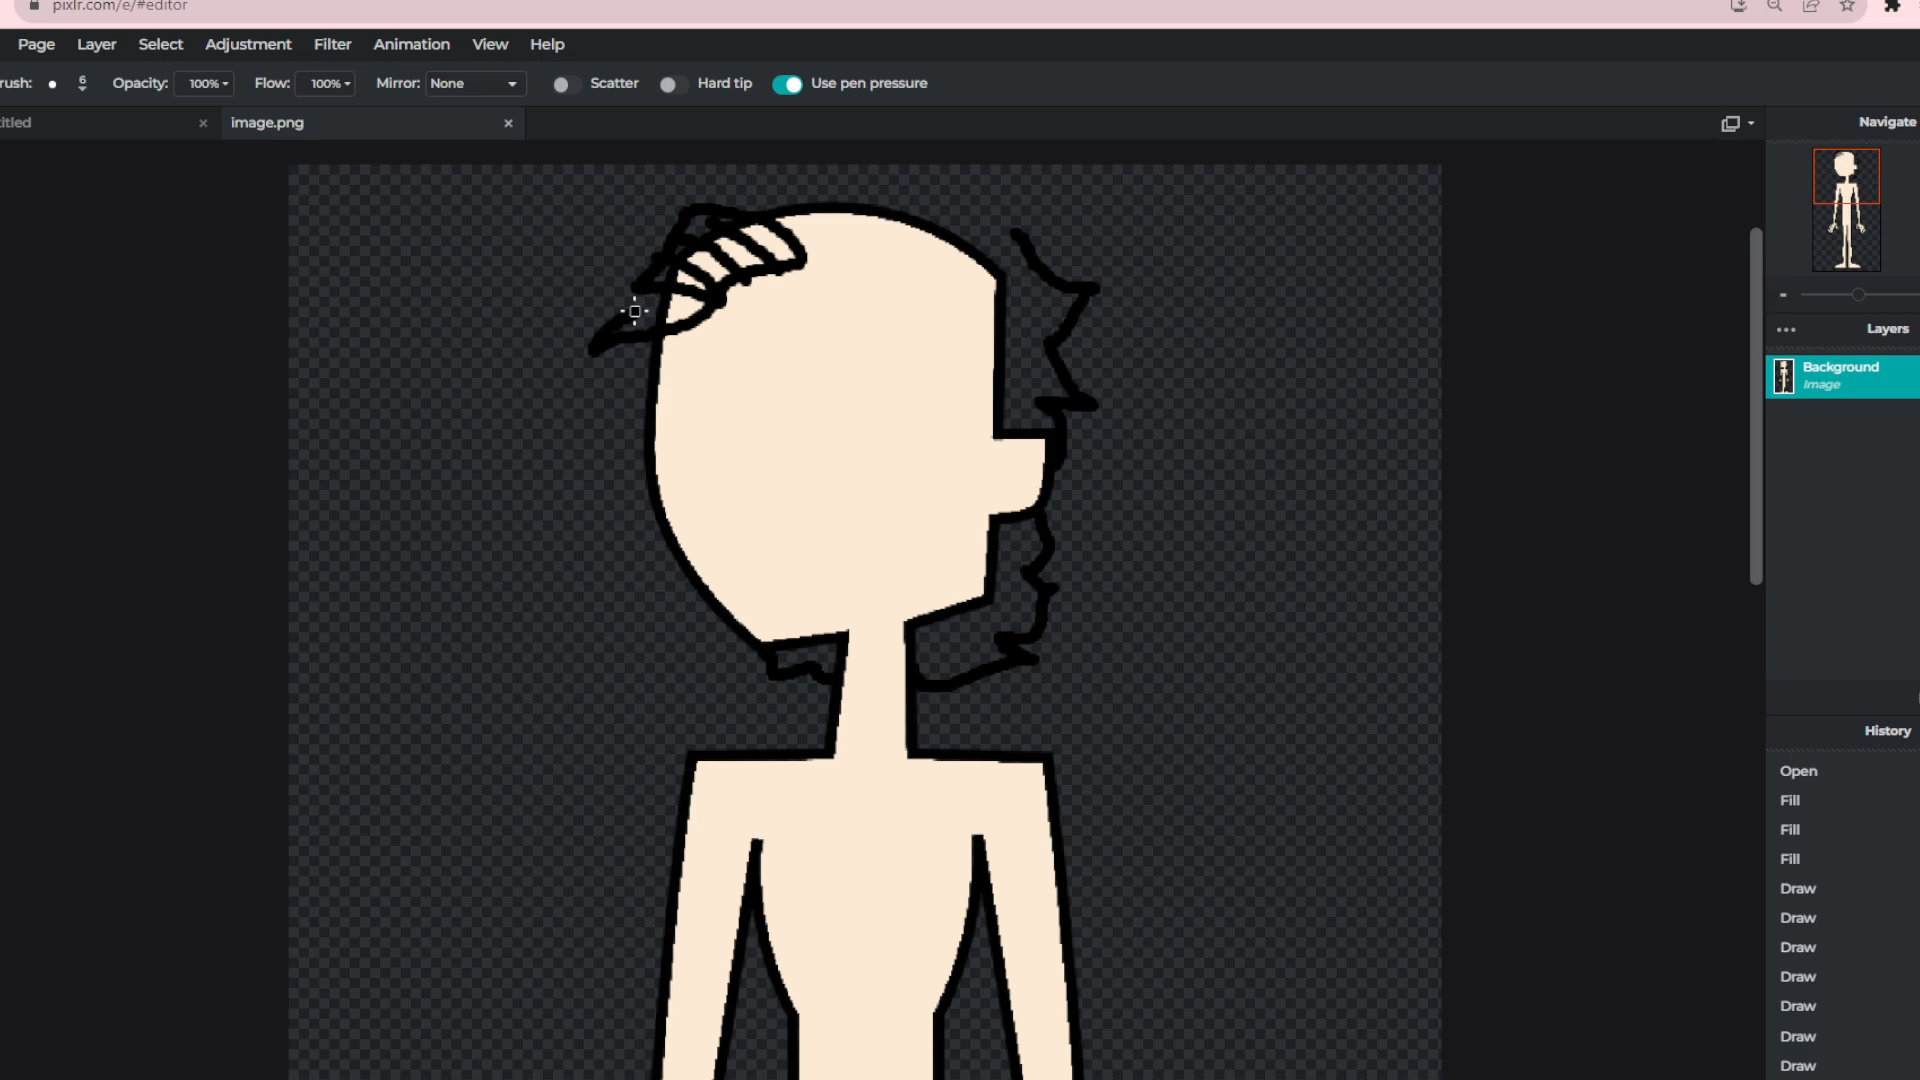 pixlr.com/e/#editor
Page Layer Select Adjustment Filter Animation View Help
rush: 6 Opacity: 100% Flow: 100% Mirror: None Scatter Hard tip Use pen pressure
titled × image.png ×
Navigate
Layers
Background
Image
History
Open
Fill
Fill
Fill
Draw
Draw
Draw
Draw
Draw
Draw
Draw